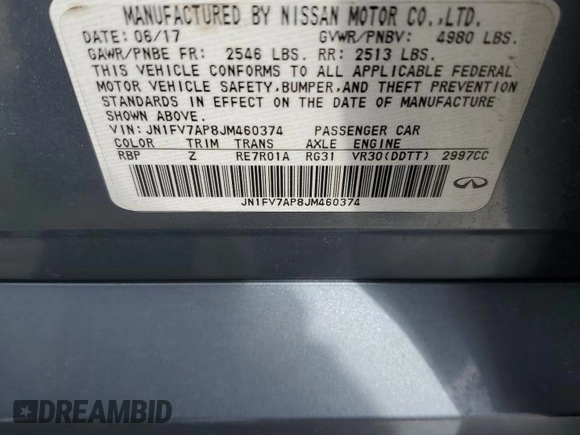 MANUFACTURED BY NISSAN MOTOR CO.,LTD.
DATE: 06/17 GVWR/PNBV: 4980 LBS.
GAWR/PNBE FR: 2546 LBS. RR: 2513 LBS.
THIS VEHICLE CONFORMS TO ALL APPLICABLE FEDERAL
MOTOR VEHICLE SAFETY, BUMPER, AND THEFT PREVENTION
STANDARDS IN EFFECT ON THE DATE OF MANUFACTURE
SHOWN ABOVE.
VIN: JN1FV7AP8JM460374 PASSENGER CAR
COLOR TRIM TRANS AXLE ENGINE
RBP Z RE7R01A RG31 VR30(DDTT) 2997CC
JN1FV7AP8JM460374
INFINITI
DREAMBID